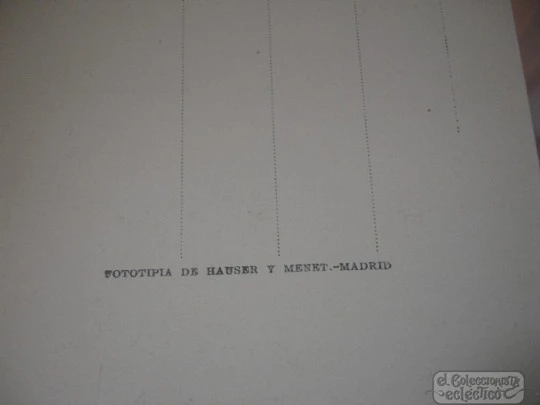 FOTOTIPIA DE HAUSER Y MENET.-MADRID
el Coleccionista
ecléctico